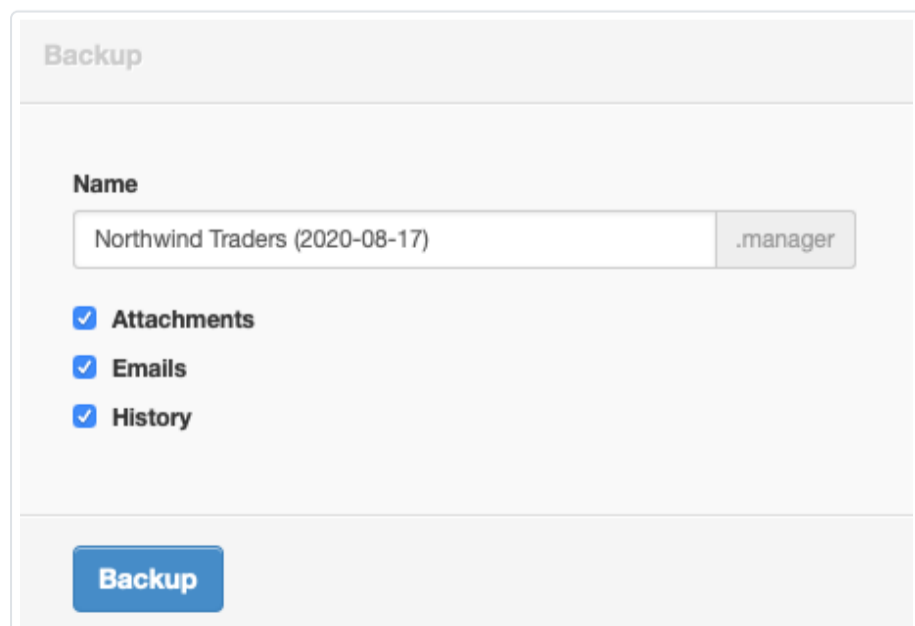 Backup
Name
Northwind Traders (2020-08-17) .manager
Attachments
Emails
History
Backup